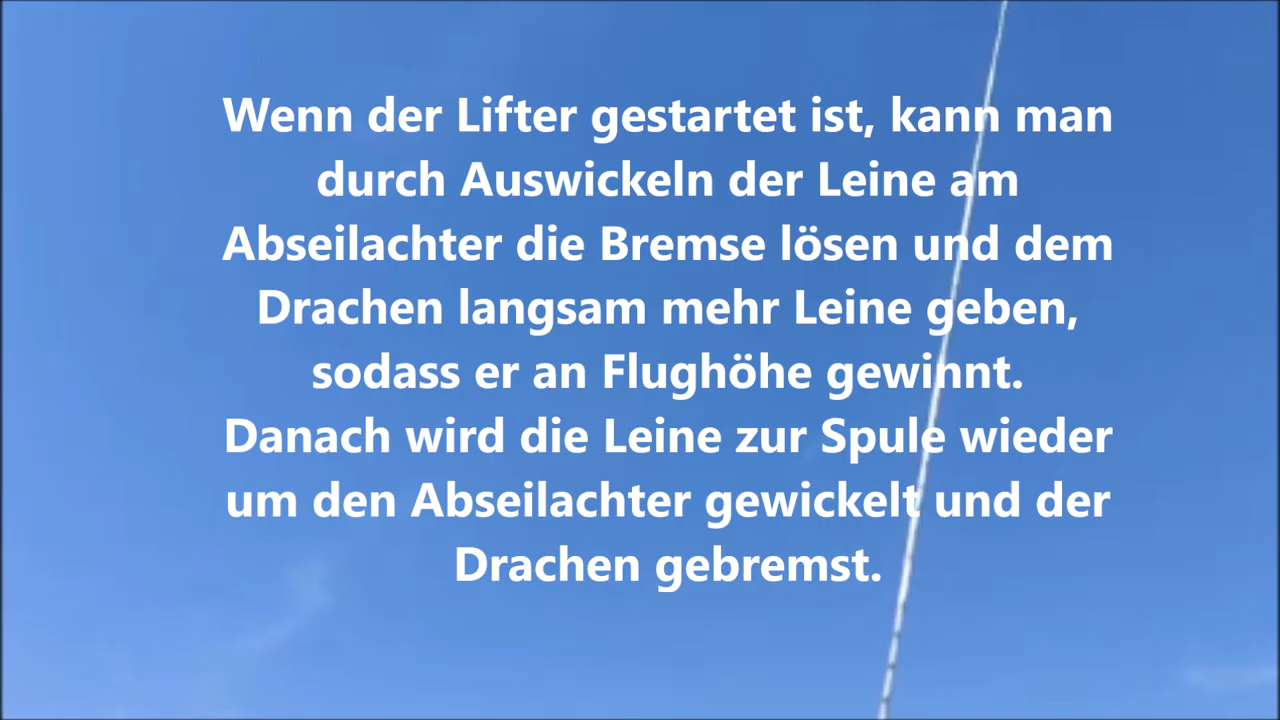 Wenn der Lifter gestartet ist, kann man
durch Auswickeln der Leine am
Abseilachter die Bremse lösen und dem
Drachen langsam mehr Leine geben,
sodass er an Flughöhe gewinnt.
Danach wird die Leine zur Spule wieder
um den Abseilachter gewickelt und der
Drachen gebremst.